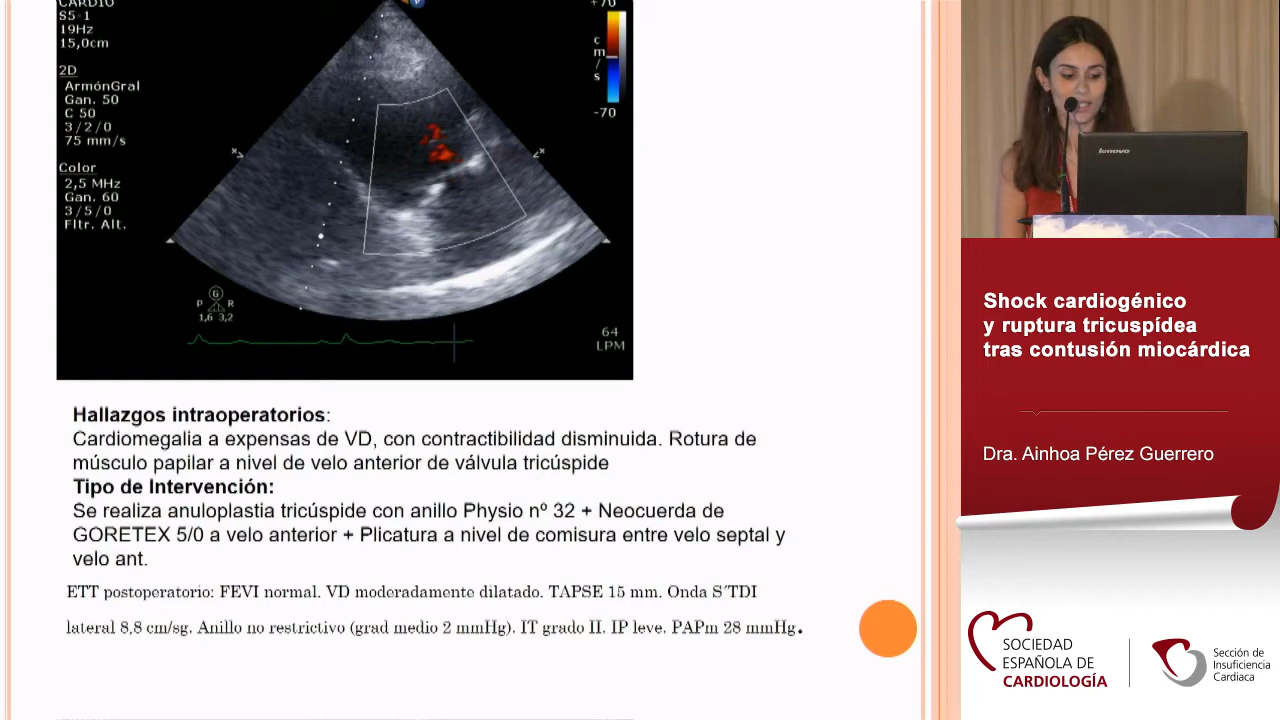 CARDIO
S5-1
19Hz
15,0cm
2D
ArmónGral
Gan. 50
C 50
3/2/0
75 mm/s
Color
2,5 MHz
Gan. 60
3/5/0
Fltr. Alt.
+70
cm/s
-70
G
P R
1,6 3,2
64
LPM
Hallazgos intraoperatorios:
Cardiomegalia a expensas de VD, con contractibilidad disminuida. Rotura de
músculo papilar a nivel de velo anterior de válvula tricúspide
Tipo de Intervención:
Se realiza anuloplastia tricúspide con anillo Physio nº 32 + Neocuerda de
GORETEX 5/0 a velo anterior + Plicatura a nivel de comisura entre velo septal y
velo ant.
ETT postoperatorio: FEVI normal. VD moderadamente dilatado. TAPSE 15 mm. Onda S´TDI
lateral 8,8 cm/sg. Anillo no restrictivo (grad medio 2 mmHg). IT grado II. IP leve. PAPm 28 mmHg.
lenovo
Shock cardiogénico
y ruptura tricuspídea
tras contusión miocárdica
Dra. Ainhoa Pérez Guerrero
SOCIEDAD
ESPAÑOLA DE
CARDIOLOGÍA
Sección de
Insuficiencia
Cardiaca